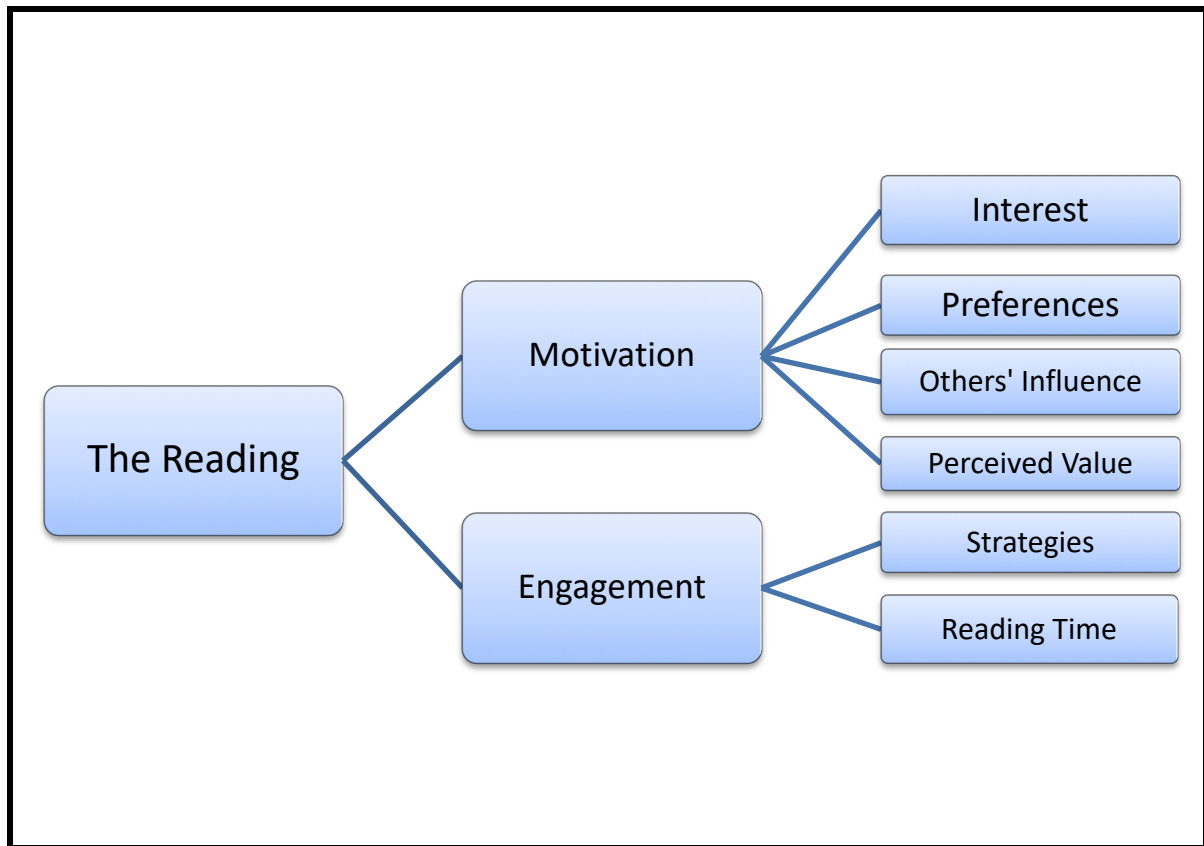 The Reading
Motivation
Interest
Preferences
Others' Influence
Perceived Value
Engagement
Strategies
Reading Time